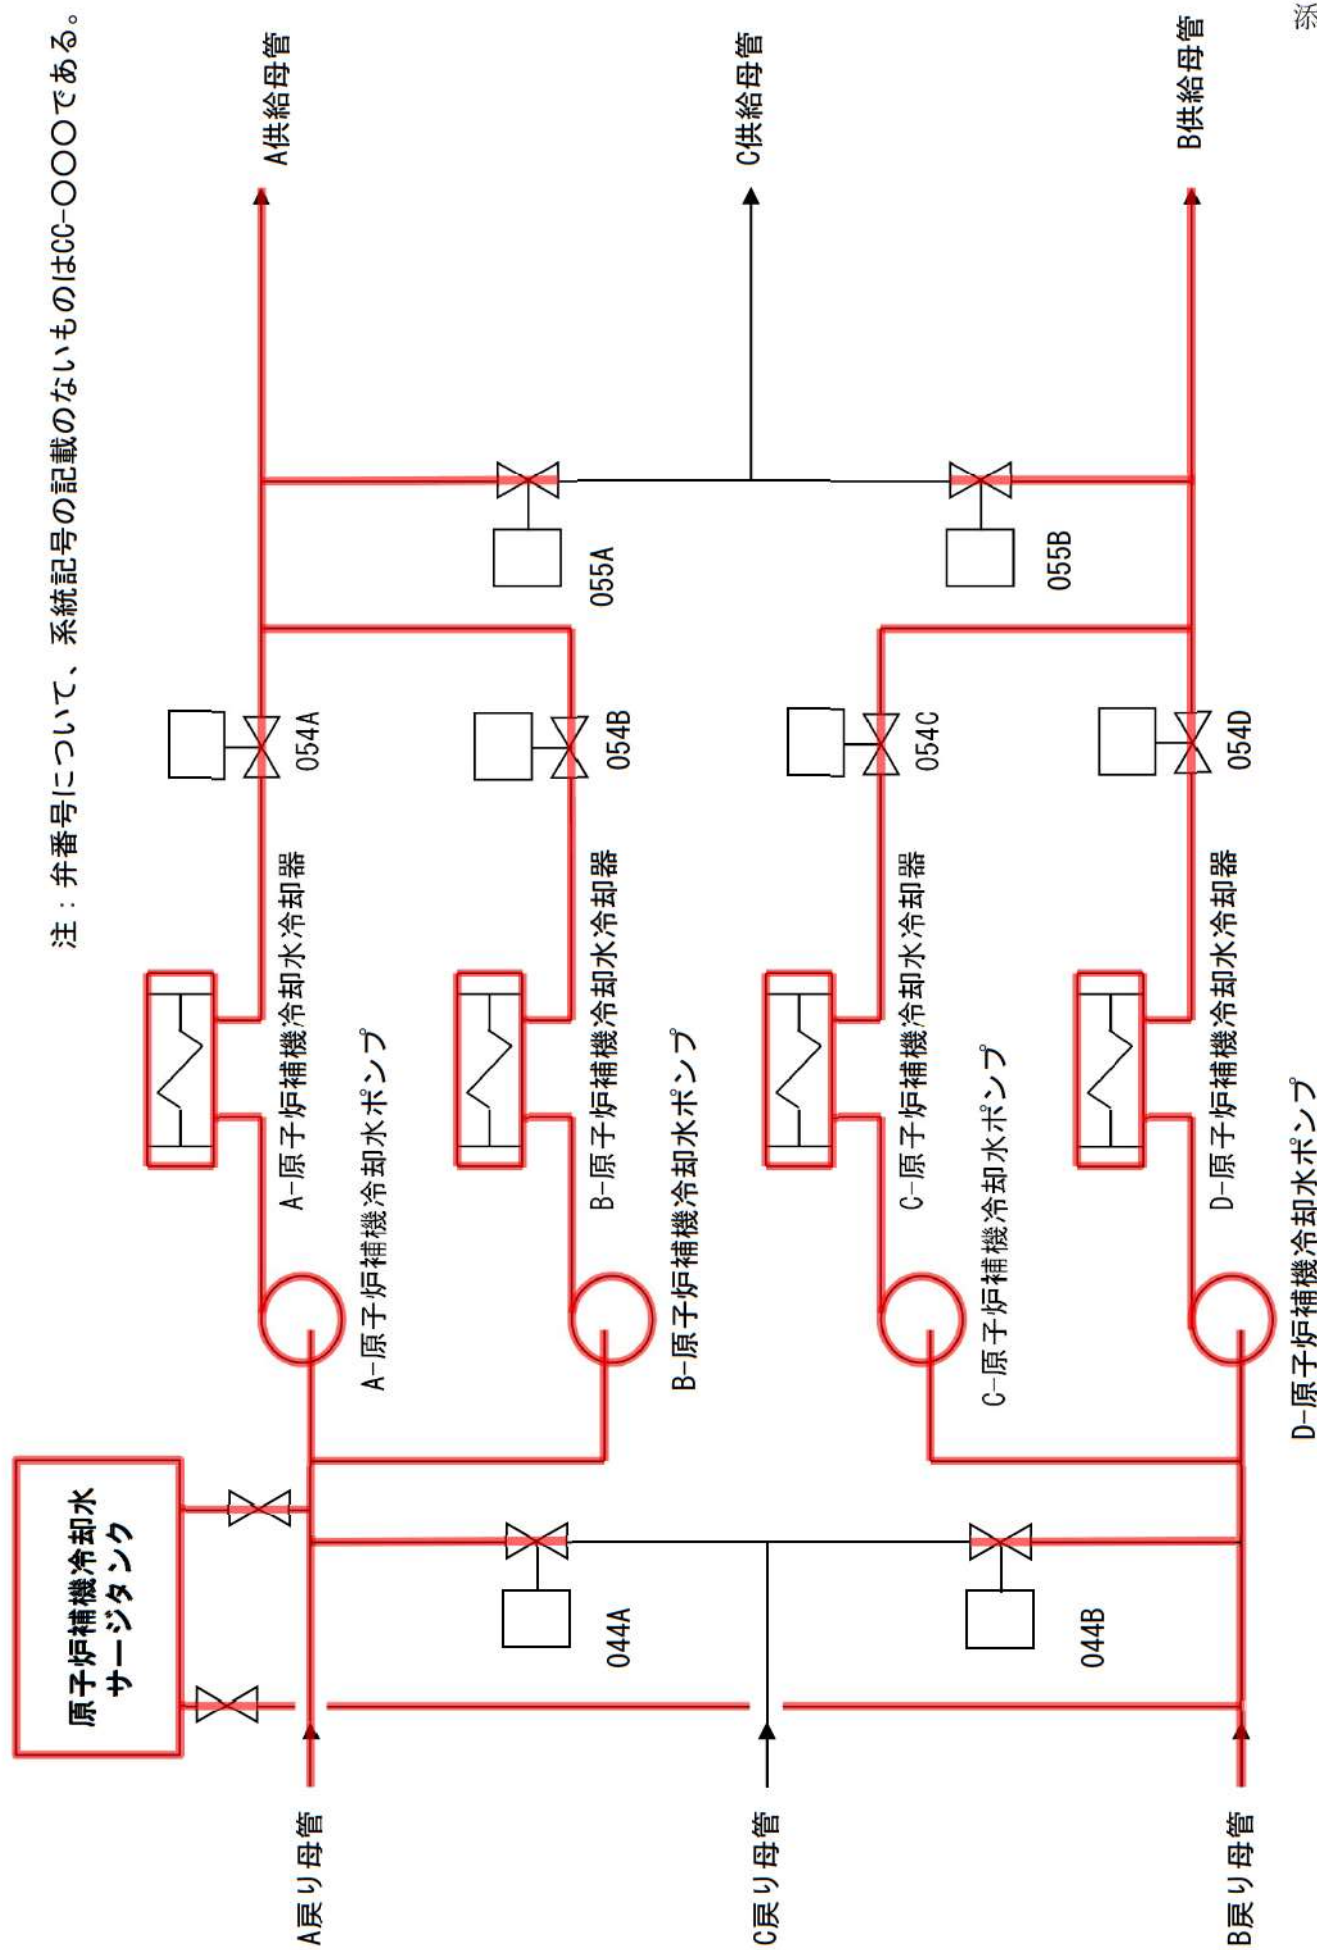 注：弁番号について、系統記号の記載のないものはCC-〇〇〇である。
原子炉補機冷却水
サージタンク
A戻り母管
C戻り母管
B戻り母管
044A
044B
A-原子炉補機冷却水ポンプ
B-原子炉補機冷却水ポンプ
C-原子炉補機冷却水ポンプ
D-原子炉補機冷却水ポンプ
A-原子炉補機冷却水冷却器
B-原子炉補機冷却水冷却器
C-原子炉補機冷却水冷却器
D-原子炉補機冷却水冷却器
054A
054B
054C
054D
055A
055B
A供給母管
C供給母管
B供給母管
添